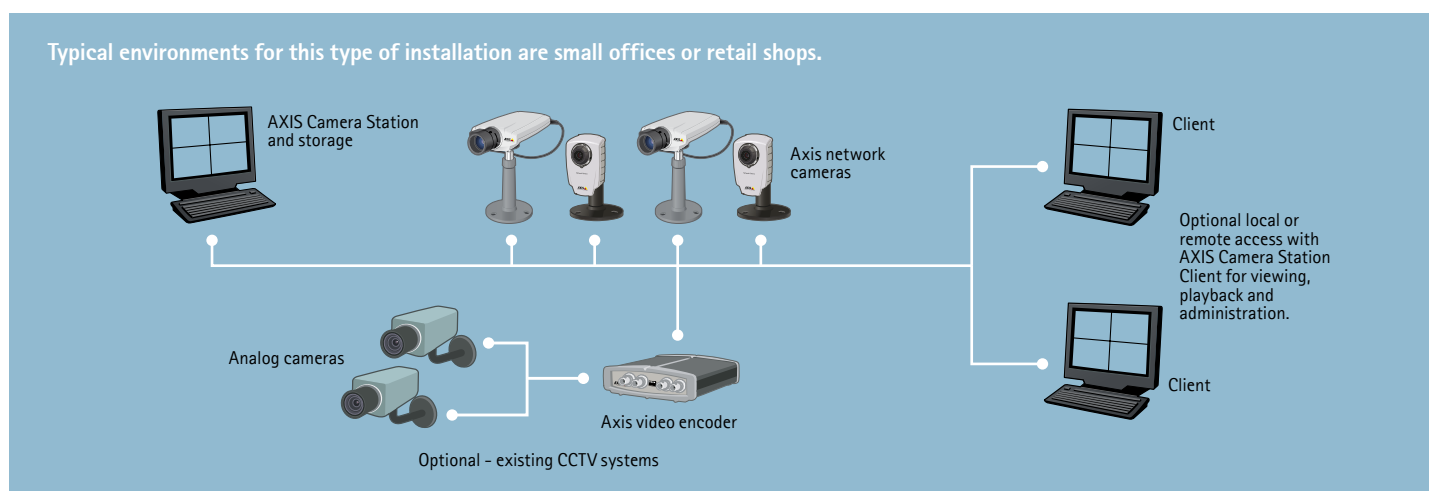 Typical environments for this type of installation are small offices or retail shops.
AXIS Camera Station
and storage
Axis network
cameras
Client
Optional local or
remote access with
AXIS Camera Station
Client for viewing,
playback and
administration.
Analog cameras
Axis video encoder
Client
Optional - existing CCTV systems